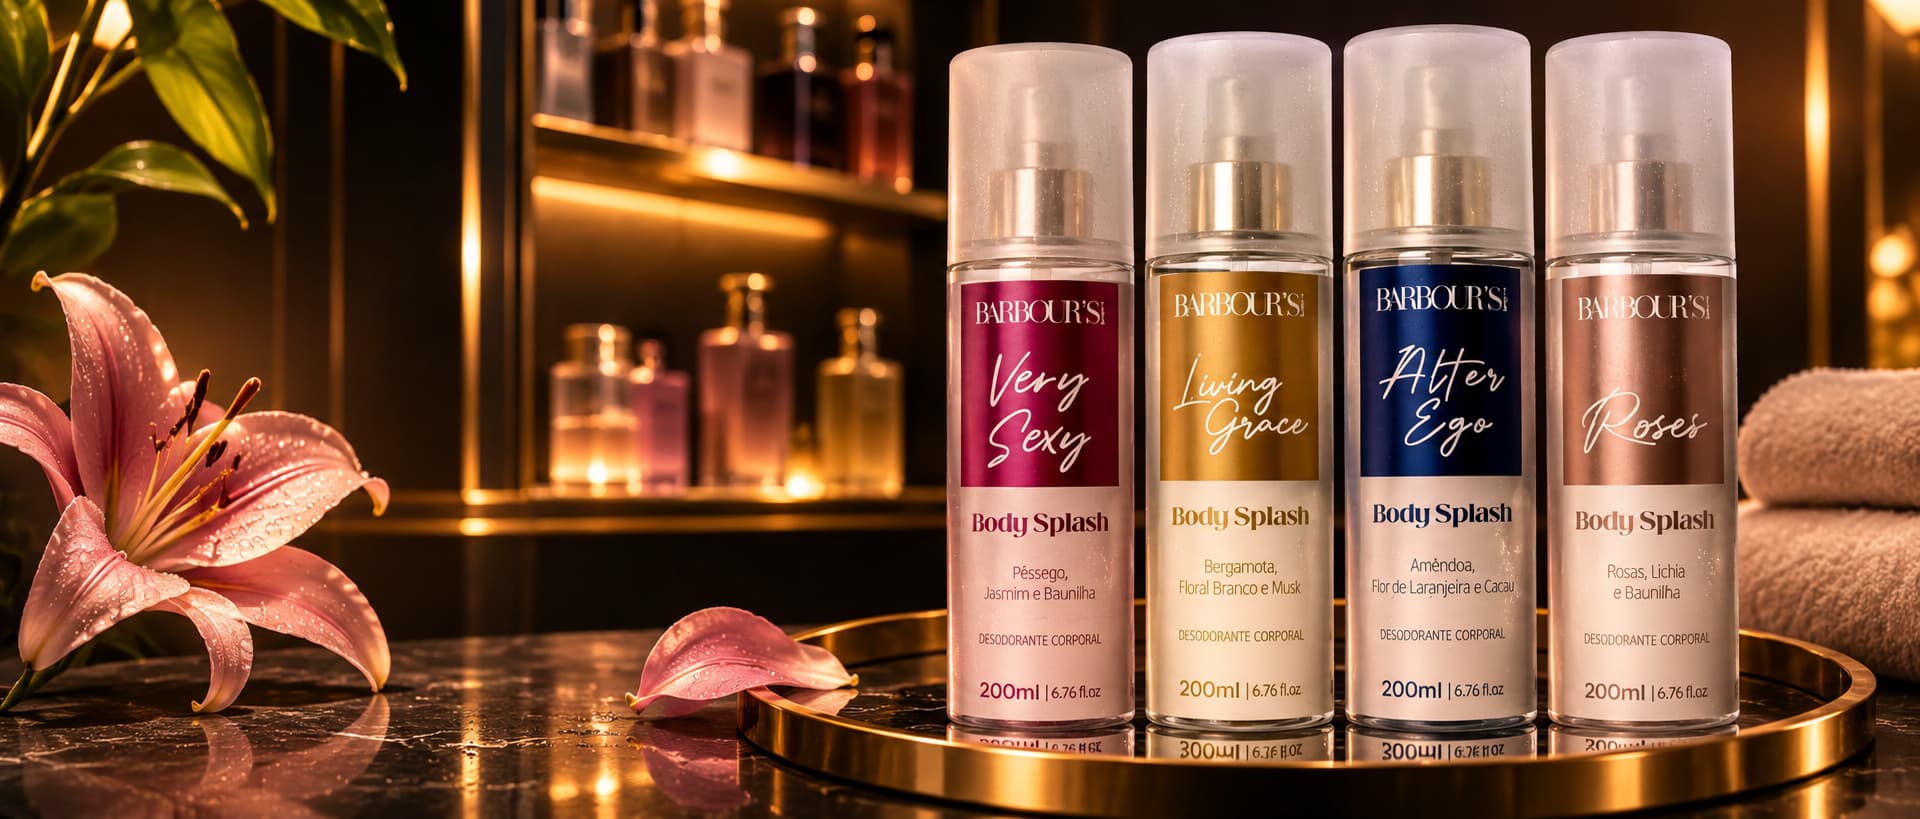 BARBOUR'S
Very
Sexy
Body Splash
Pêssego,
Jasmim e Baunilha
DESODORANTE CORPORAL
200ml | 6.76 fl.oz
BARBOUR'S
Living
Grace
Body Splash
Bergamota,
Floral Branco e Musk
DESODORANTE CORPORAL
200ml | 6.76 fl.oz
BARBOUR'S
Alter
Ego
Body Splash
Amêndoa,
Flor de Laranjeira e Cacau
DESODORANTE CORPORAL
200ml | 6.76 fl.oz
BARBOUR'S
Roses
Body Splash
Rosas, Lichia
e Baunilha
DESODORANTE CORPORAL
200ml | 6.76 fl.oz